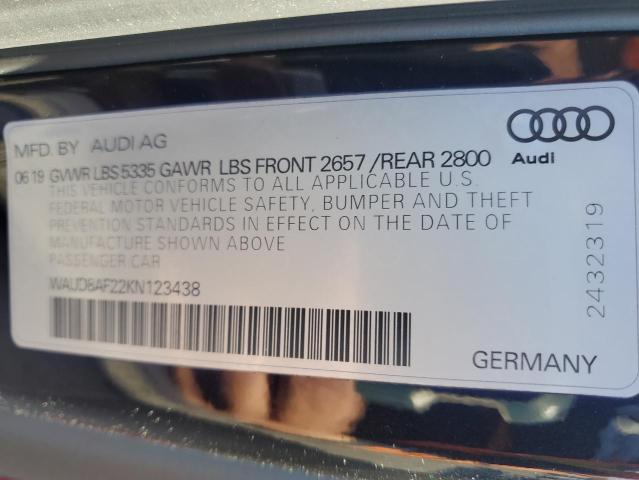 MFD. BY AUDI AG
06 19 GVWR LBS 5335 GAWR LBS FRONT 2657 /REAR 2800
Audi
THIS VEHICLE CONFORMS TO ALL APPLICABLE U.S.
FEDERAL MOTOR VEHICLE SAFETY, BUMPER AND THEFT
PREVENTION STANDARDS IN EFFECT ON THE DATE OF
MANUFACTURE SHOWN ABOVE
PASSENGER CAR
WAUD8AF22KN123438
2432319
GERMANY